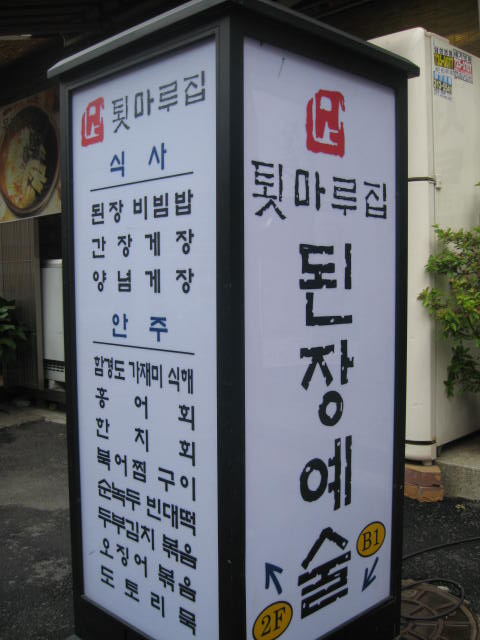 툇마루집
식사
된장 비빔밥
간장게장
양념게장
안주
함경도 가재미 식해
홍어회
한치회
북어찜 구이
순녹두 빈대떡
두부김치 볶음
오징어 볶음
도토리묵
툇마루집
된장예술
B1
2F